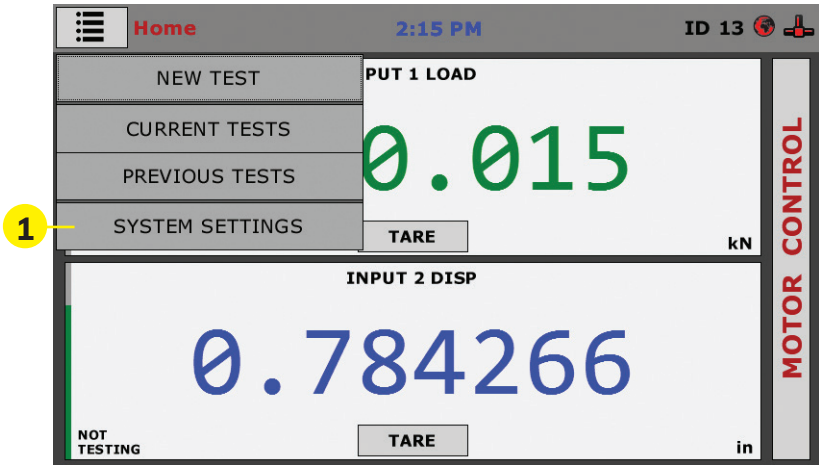 Home 2:15 PM ID 13
NEW TEST
CURRENT TESTS
PREVIOUS TESTS
SYSTEM SETTINGS
1
PUT 1 LOAD
0.015
TARE
kN
INPUT 2 DISP
0.784266
NOT
TESTING
TARE
in
MOTOR CONTROL